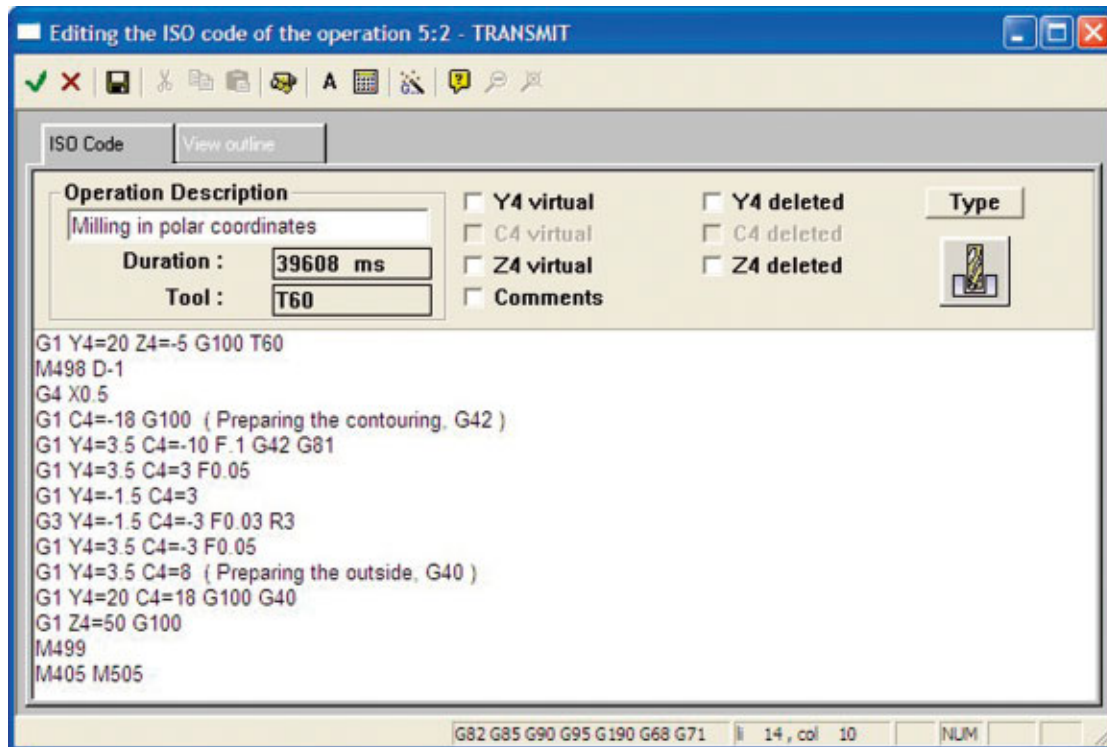 Editing the ISO code of the operation 5:2 - TRANSMIT
A
ISO Code View outline
Operation Description
Milling in polar coordinates
Duration : 39608 ms
Tool : T60
Y4 virtual Y4 deleted Type
C4 virtual C4 deleted
Z4 virtual Z4 deleted
Comments
G1 Y4=20 Z4=-5 G100 T60
M498 D-1
G4 X0.5
G1 C4=-18 G100 ( Preparing the contouring, G42 )
G1 Y4=3.5 C4=-10 F.1 G42 G81
G1 Y4=3.5 C4=3 F0.05
G1 Y4=-1.5 C4=3
G3 Y4=-1.5 C4=-3 F0.03 R3
G1 Y4=3.5 C4=-3 F0.05
G1 Y4=3.5 C4=8 ( Preparing the outside, G40 )
G1 Y4=20 C4=18 G100 G40
G1 Z4=50 G100
M499
M405 M505
G82 G85 G90 G95 G190 G68 G71 li 14 , col 10 NUM